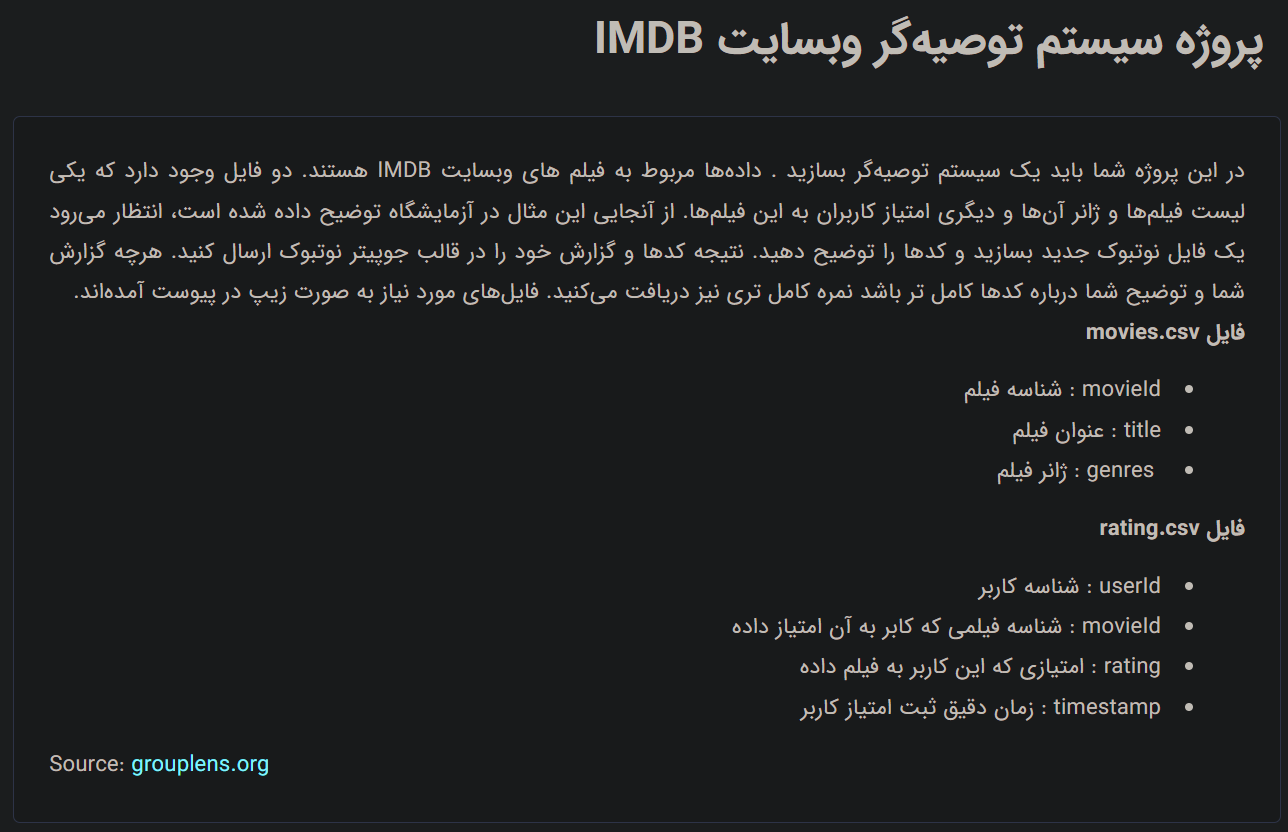 پروژه سیستم توصیه‌گر وبسایت IMDB
در این پروژه شما باید یک سیستم توصیه‌گر بسازید . داده‌ها مربوط به فیلم های وبسایت IMDB هستند. دو فایل وجود دارد که یکی
لیست فیلم‌ها و ژانر آن‌ها و دیگری امتیاز کاربران به این فیلم‌ها. از آنجایی این مثال در آزمایشگاه توضیح داده شده است، انتظار می‌رود
یک فایل نوتبوک جدید بسازید و کدها را توضیح دهید. نتیجه کدها و گزارش خود را در قالب جوپیتر نوتبوک ارسال کنید. هرچه گزارش
شما و توضیح شما درباره کدها کامل تر باشد نمره کامل تری نیز دریافت می‌کنید. فایل‌های مورد نیاز به صورت زیپ در پیوست آمده‌اند.
فایل movies.csv
• movieId : شناسه فیلم
• title : عنوان فیلم
• genres : ژانر فیلم
فایل rating.csv
• userId : شناسه کاربر
• movieId : شناسه فیلمی که کابر به آن امتیاز داده
• rating : امتیازی که این کاربر به فیلم داده
• timestamp : زمان دقیق ثبت امتیاز کاربر
Source: grouplens.org